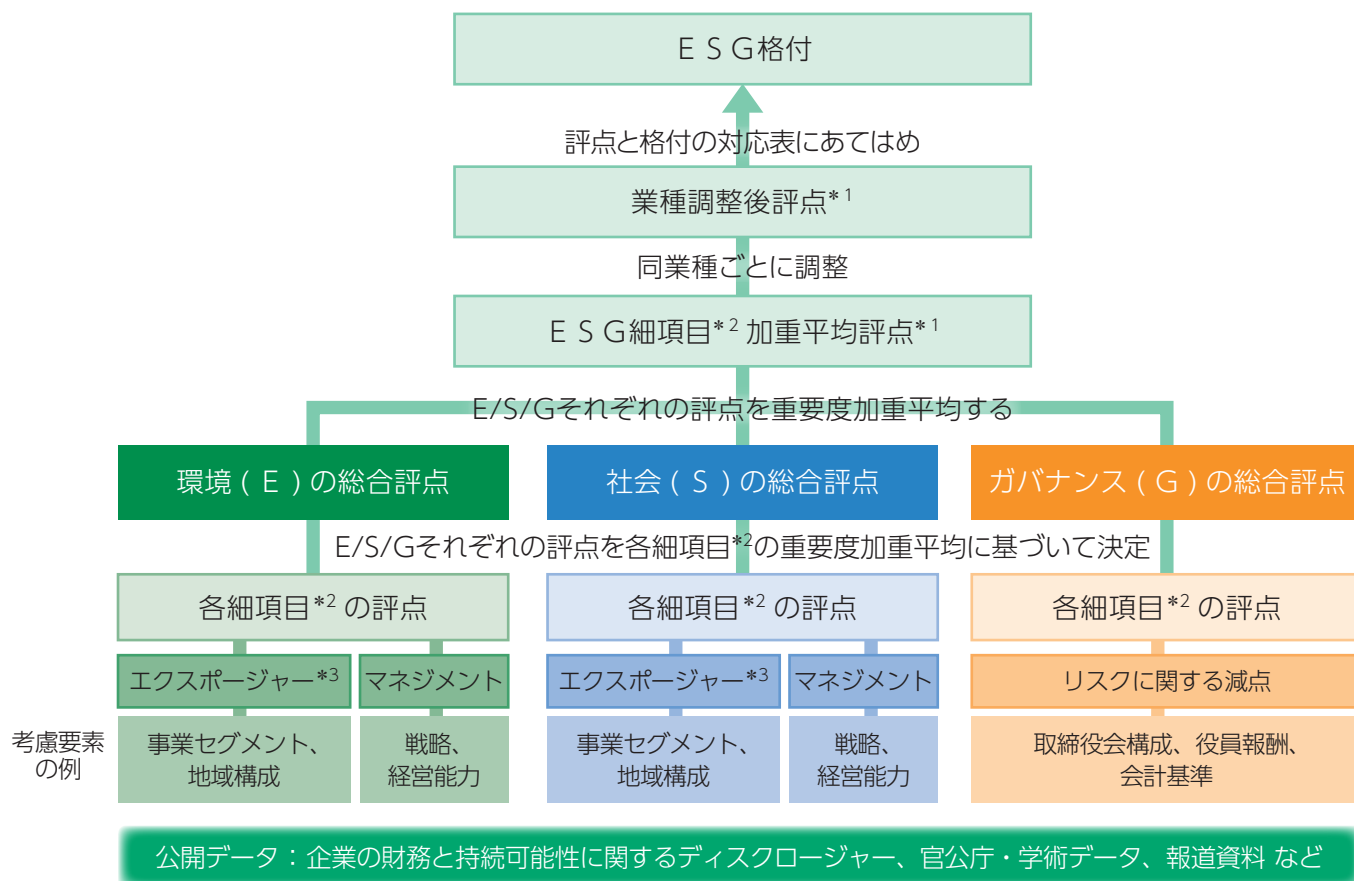 ESG格付
評点と格付の対応表にあてはめ
業種調整後評点*1
同業種ごとに調整
ESG細項目*2 加重平均評点*1
E/S/Gそれぞれの評点を重要度加重平均する
環境(E)の総合評点
社会(S)の総合評点
ガバナンス(G)の総合評点
E/S/Gそれぞれの評点を各細項目*2の重要度加重平均に基づいて決定
各細項目*2 の評点
各細項目*2 の評点
各細項目*2 の評点
エクスポージャー*3
マネジメント
エクスポージャー*3
マネジメント
リスクに関する減点
考慮要素
の例
事業セグメント、
地域構成
戦略、
経営能力
事業セグメント、
地域構成
戦略、
経営能力
取締役会構成、役員報酬、
会計基準
公開データ：企業の財務と持続可能性に関するディスクロージャー、官公庁・学術データ、報道資料 など